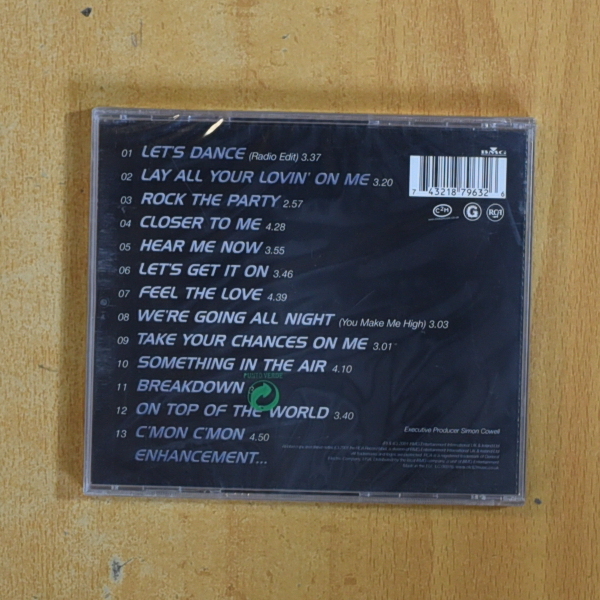 01 LET'S DANCE (Radio Edit) 3.37
02 LAY ALL YOUR LOVIN' ON ME 3.20
03 ROCK THE PARTY 2.57
04 CLOSER TO ME 4.28
05 HEAR ME NOW 3.55
06 LET'S GET IT ON 3.46
07 FEEL THE LOVE 4.39
08 WE'RE GOING ALL NIGHT (You Make Me High) 3.03
09 TAKE YOUR CHANCES ON ME 3.01
10 SOMETHING IN THE AIR 4.10
11 BREAKDOWN
12 ON TOP OF THE WORLD 3.40
13 C'MON C'MON 4.50
ENHANCEMENT...
BMG
7 43218 79632 6
G
RCA
Executive Producer Simon Cowell